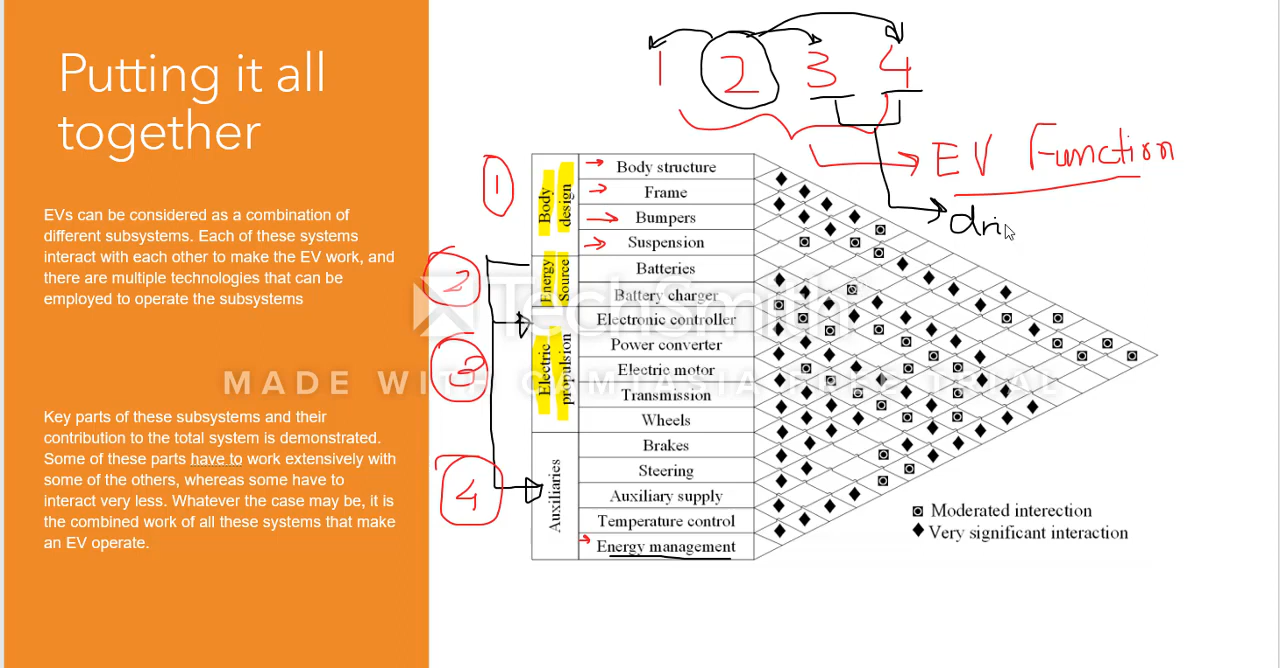 Putting it all
together
EVs can be considered as a combination of
different subsystems. Each of these systems
interact with each other to make the EV work, and
there are multiple technologies that can be
employed to operate the subsystems
Key parts of these subsystems and their
contribution to the total system is demonstrated.
Some of these parts have to work extensively with
some of the others, whereas some have to
interact very less. Whatever the case may be, it is
the combined work of all these systems that make
an EV operate.
1 2 3 4
EV Function
dri
1
2
3
4
Body
design
Energy
Source
Electric
propulsion
Auxiliaries
Body structure
Frame
Bumpers
Suspension
Batteries
Battery charger
Electronic controller
Power converter
Electric motor
Transmission
Wheels
Brakes
Steering
Auxiliary supply
Temperature control
Energy management
Moderated interection
Very significant interaction
TechSmith
MADE WITH CAMTASIA FREE TRIAL